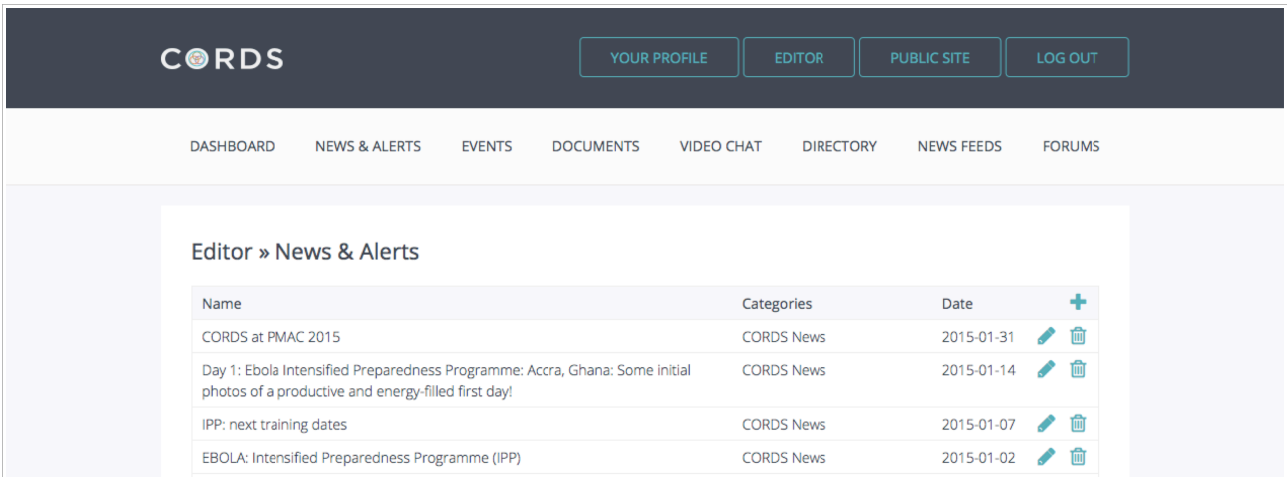 CORDS
YOUR PROFILE EDITOR PUBLIC SITE LOG OUT
DASHBOARD NEWS & ALERTS EVENTS DOCUMENTS VIDEO CHAT DIRECTORY NEWS FEEDS FORUMS
Editor » News & Alerts
Name Categories Date
CORDS at PMAC 2015 CORDS News 2015-01-31
Day 1: Ebola Intensified Preparedness Programme: Accra, Ghana: Some initial CORDS News 2015-01-14
photos of a productive and energy-filled first day!
IPP: next training dates CORDS News 2015-01-07
EBOLA: Intensified Preparedness Programme (IPP) CORDS News 2015-01-02